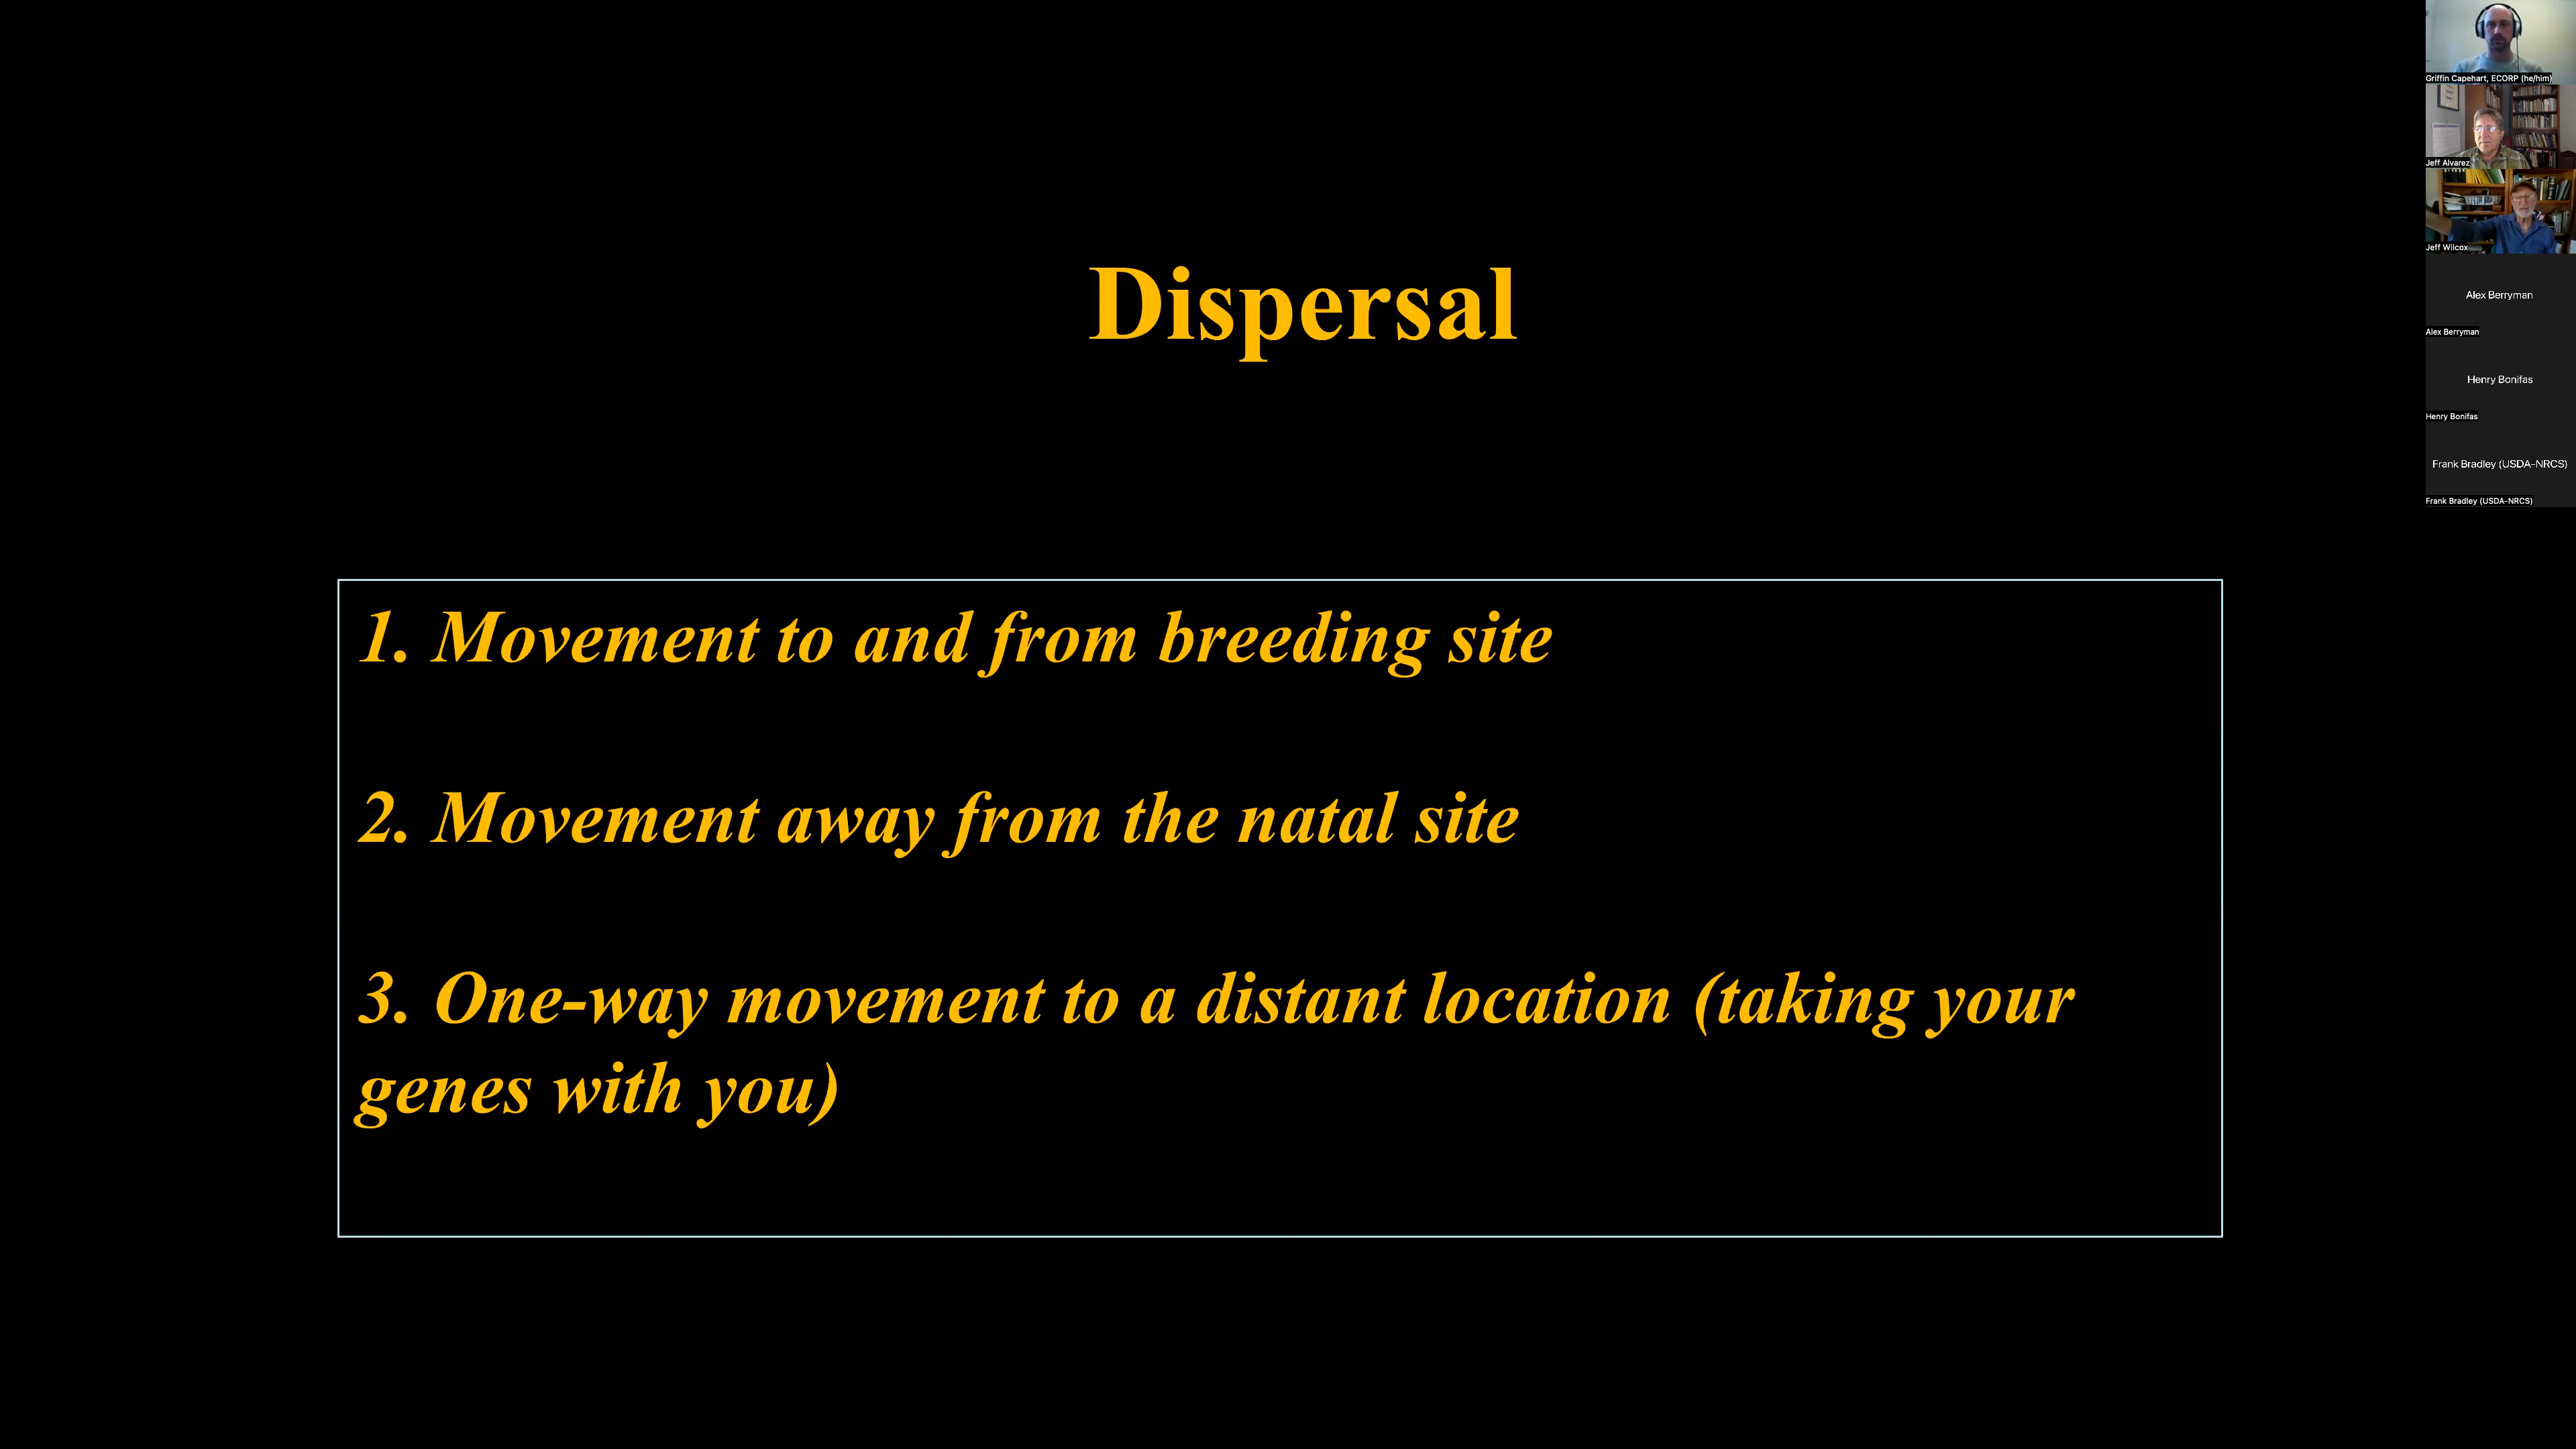 Dispersal
1. Movement to and from breeding site
2. Movement away from the natal site
3. One-way movement to a distant location (taking your
genes with you)
Griffin Capehart, ECORP (he/him)
Jeff Alvarez
Jeff Wilcox
Alex Berryman
Alex Berryman
Henry Bonifas
Henry Bonifas
Frank Bradley (USDA-NRCS)
Frank Bradley (USDA-NRCS)